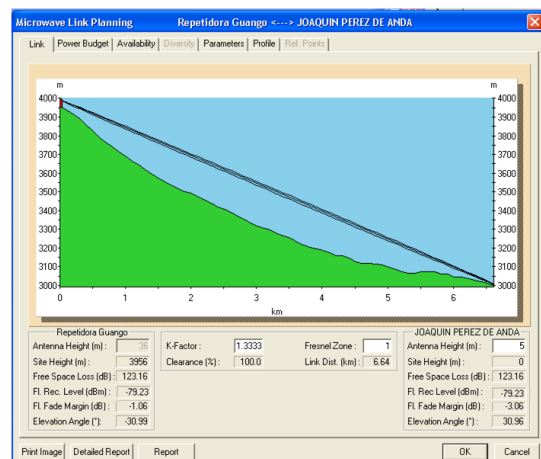 Microwave Link Planning Repetidora Guango <---> JOAQUIN PEREZ DE ANDA
Link Power Budget Availability Diversity Parameters Profile Ref. Points
m m
4000 4000
3900 3900
3800 3800
3700 3700
3600 3600
3500 3500
3400 3400
3300 3300
3200 3200
3100 3100
3000 3000
0 1 2 3 4 5 6
km
Repetidora Guango
Antenna Height (m) : 36
Site Height (m) : 3956
Free Space Loss (dB) : 123.16
Fl. Rec. Level (dBm) : -79.23
Fl. Fade Margin (dB) : -1.06
Elevation Angle (°): -30.99
K-Factor : 1.3333 Fresnel Zone : 1
Clearance (%) : 100.0 Link Dist. (km) : 6.64
JOAQUIN PEREZ DE ANDA
Antenna Height (m) : 5
Site Height (m) : 0
Free Space Loss (dB) : 123.16
Fl. Rec. Level (dBm) : -79.23
Fl. Fade Margin (dB) : -3.06
Elevation Angle (°): 30.96
Print Image Detailed Report Report OK Cancel